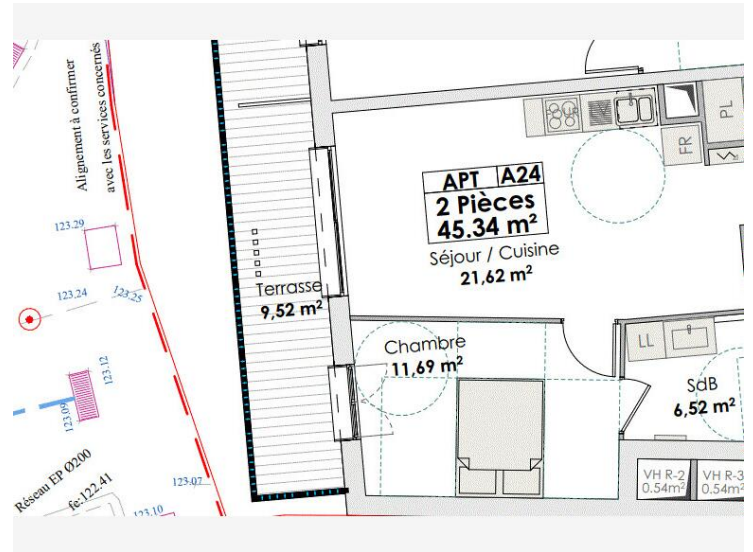 Alignement à confirmer
avec les services concernés
123.29
123.24
123.25
123.12
123.09
Réseau EP Ø200
fe:122.41
123.07
123.10
Terrasse
9,52 m²
APT A24
2 Pièces
45.34 m²
Séjour / Cuisine
21,62 m²
FR
PL
Chambre
11,69 m²
LL
SdB
6,52 m²
VH R-2
0.54m²
VH R-3
0.54m²